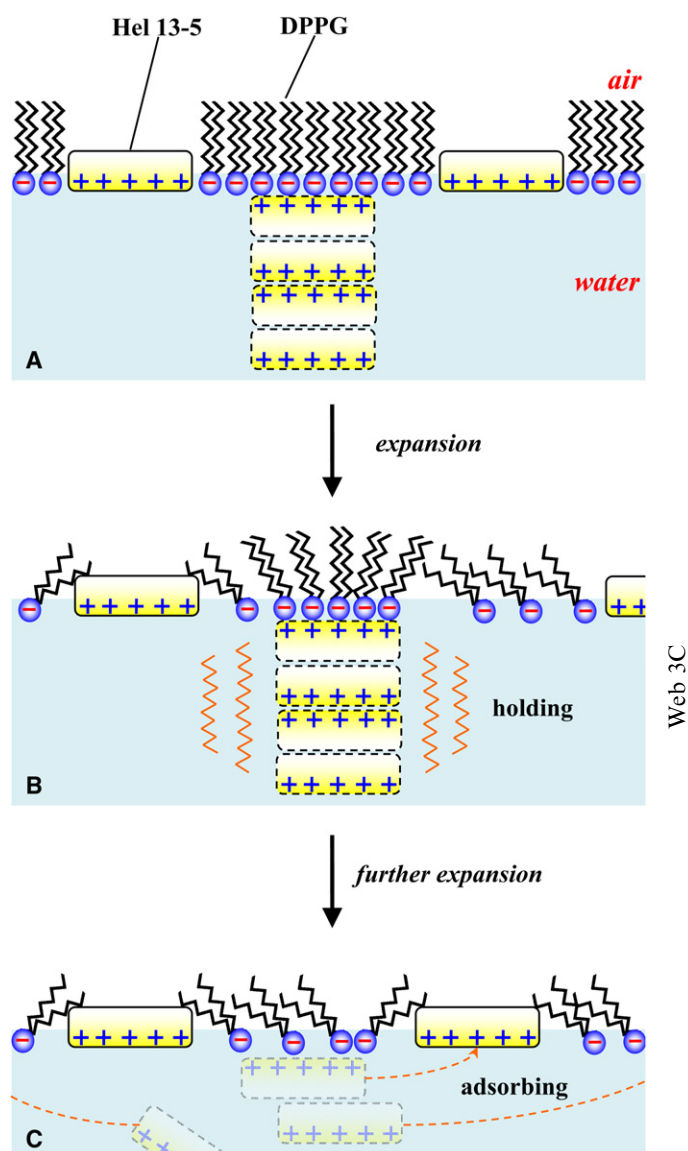 Hel 13-5
DPPG
air
− − − − − − − − − − − − − −
+ + + + +
+ + + + +
+ + + + +
+ + + + +
+ + + + +
+ + + + +
water
A
expansion
− − − − − − − − − −
+ + + + +
+ +
+ + + + +
+ + + + +
+ + + + +
+ + + + +
holding
Web 3C
B
further expansion
− − − − − − −
+ + + + +
+ + + + +
+ + + + +
+ + + + +
adsorbing
C